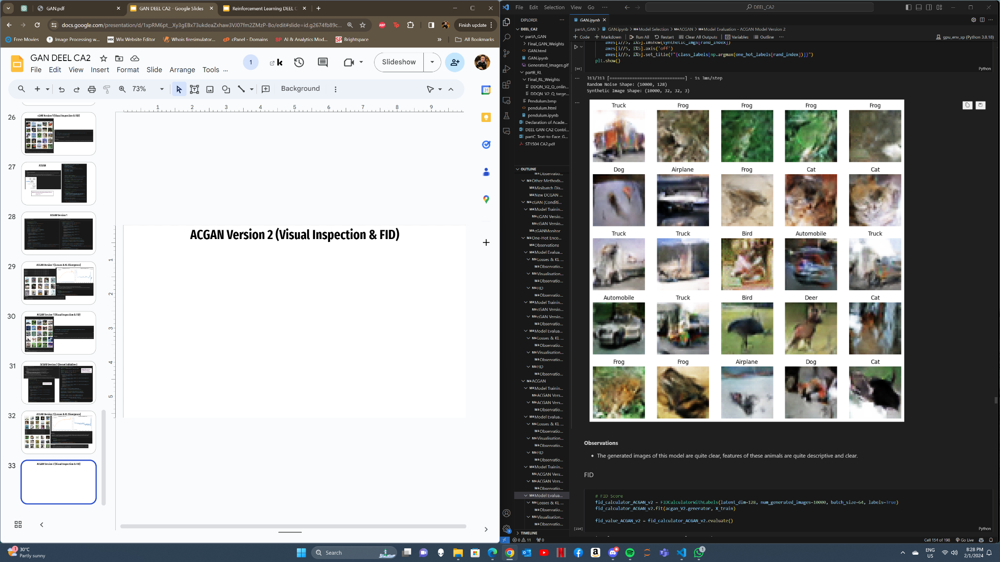 GAN.pdf
GAN DEEL CA2 - Google Slides
Reinforcement Learning DEEL C
docs.google.com/presentation/d/1xpRM6pt__Xy3gEBx73ukdeaZxhaw3VJ07fm2ZMzP-Bo/edit#slide=id.g2674fb89c...
Finish update
Free Movies
Image Processing w...
Wix Website Editor
Whois firesimulator...
cPanel - Domains
AI & Analytics Mod...
Brightspace
All Bookmarks
GAN DEEL CA2
File Edit View Insert Format Slide Arrange Tools ...
1
Slideshow
73%
Background
1 2 3 4 5 6 7 8 9
26
cGAN Version 1 (Visual Inspection & FID)
27
ACGAN
28
ACGAN Version 1
29
ACGAN Version 1 (Losses & KL Divergence)
30
ACGAN Version 1 (Visual Inspection & FID)
31
ACGAN Version 2 (Kernel Initializer)
32
ACGAN Version 2 (Losses & KL Divergence)
33
ACGAN Version 2 (Visual Inspection & FID)
ACGAN Version 2 (Visual Inspection & FID)
1
2
3
4
5
File Edit Selection View Go ...
DEEL_CA2
EXPLORER
DEEL_CA2
partA_GAN
Final_GAN_Weights
GAN.html
GAN.ipynb
Generated_Images.gif
partB_RL
Final_RL_Weights
DDQN_V2_Q_onlin...
DDQN_V2_Q_targe...
Pendulum.bmp
pendulum.html
pendulum.ipynb
Declaration of Acade...
DEEL GAN CA2 Contri...
partC_Text-to-Face_G...
ST1504 CA2.pdf
OUTLINE
Observatio...
Other Methods...
Minibatch Dis...
New DCGAN ...
cGAN (Conditi...
Model Trainin...
cGAN Versio...
cGAN Versio...
cGANMonitor
One-Hot Enco...
Observations
Model Evalua...
Losses & KL ...
Observatio...
Visualisation...
Observatio...
FID
Observatio...
Model Trainin...
cGAN Versio...
cGAN Versio...
Observatio...
Model Evalua...
Losses & KL ...
Observatio...
Visualisation...
Observatio...
FID
Observatio...
ACGAN
Model Trainin...
ACGAN Vers...
ACGAN Vers...
Observatio...
Model Evalua...
Losses & KL ...
Observatio...
Visualisation...
Observatio...
FID
Observatio...
Model Trainin...
ACGAN Vers...
ACGAN Vers...
Observatio...
Model Evalua...
Losses & KL ...
Observatio...
Visualisation...
Observatio...
TIMELINE
GAN.ipynb
partA_GAN > GAN.ipynb > Model Selection > ACGAN > Model Evaluation - ACGAN Model Version 2
Code Markdown Run All Restart Clear All Outputs Variables Outline ...
gpu_env_sp (Python 3.8.18)
axes[i//5, i%5].imshow(synthetic_imgs[rand_index])
axes[i//5, i%5].axis('off')
axes[i//5, i%5].set_title(f"{class_labels[np.argmax(one_hot_labels[rand_index])]}")
plt.show()
[64]
Python
313/313 [==============================] - 1s 3ms/step
Random Noise Shape: (10000, 128)
Synthetic Image Shape: (10000, 32, 32, 3)
Truck Frog Frog Frog Frog
Dog Airplane Frog Cat Cat
Truck Truck Bird Automobile Truck
Automobile Truck Bird Deer Cat
Frog Frog Airplane Dog Cat
Observations
• The generated images of this model are quite clear, features of these animals are quite descriptive and clear.
FID
# FID Score
fid_calculator_ACGAN_v2 = FIDCalculatorWithLabels(latent_dim=128, num_generated_images=10000, batch_size=64, labels=True)
fid_calculator_ACGAN_v2.fit(acgan_V2.generator, X_train)
fid_value_ACGAN_v2 = fid_calculator_ACGAN_v2.evaluate()
[214]
Python
0 11 0
Cell 154 of 198
Go Live
30°C
Partly sunny
Search
ENG
US
8:28 PM
2/1/2024